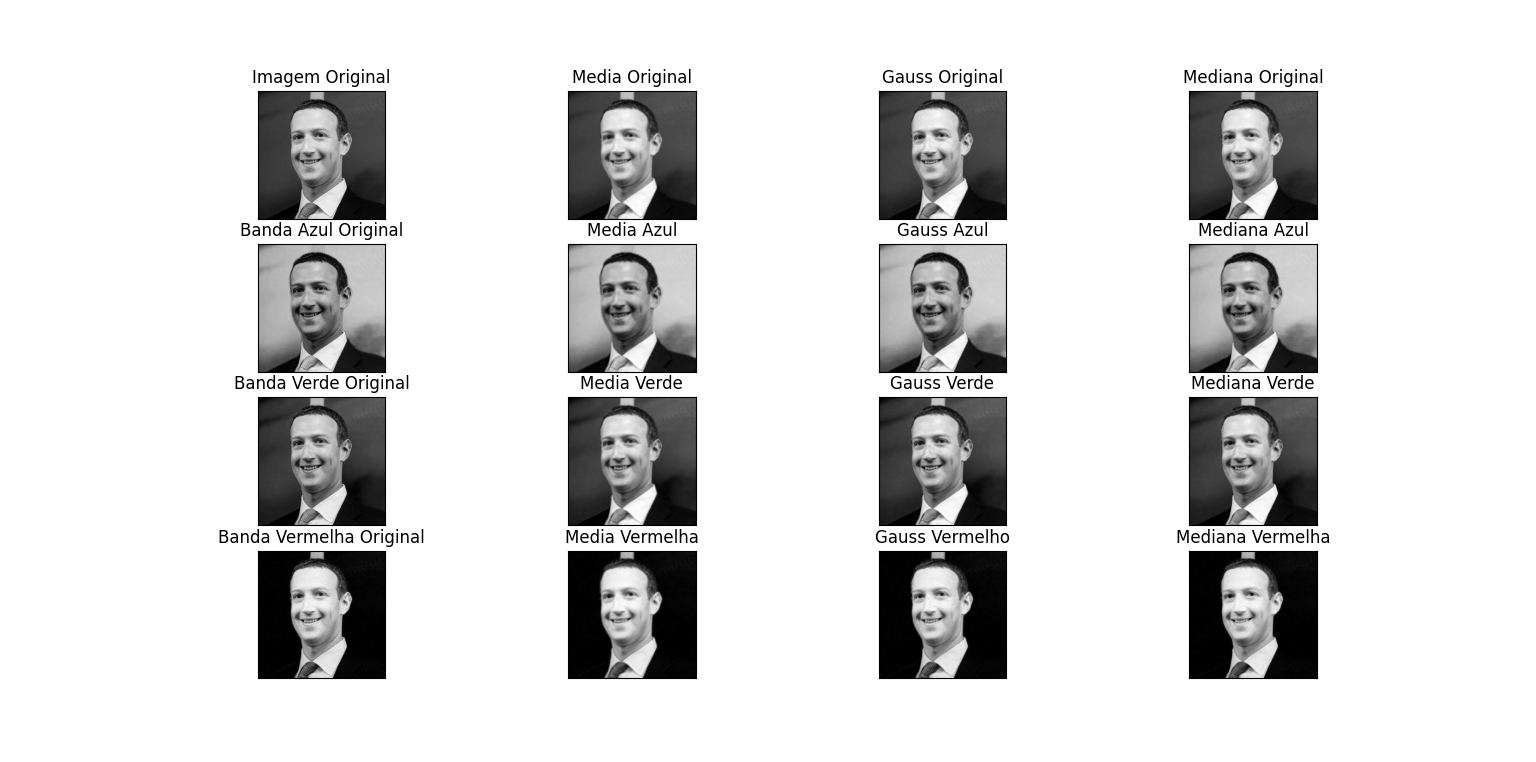 Imagem Original
Media Original
Gauss Original
Mediana Original
Banda Azul Original
Media Azul
Gauss Azul
Mediana Azul
Banda Verde Original
Media Verde
Gauss Verde
Mediana Verde
Banda Vermelha Original
Media Vermelha
Gauss Vermelho
Mediana Vermelha